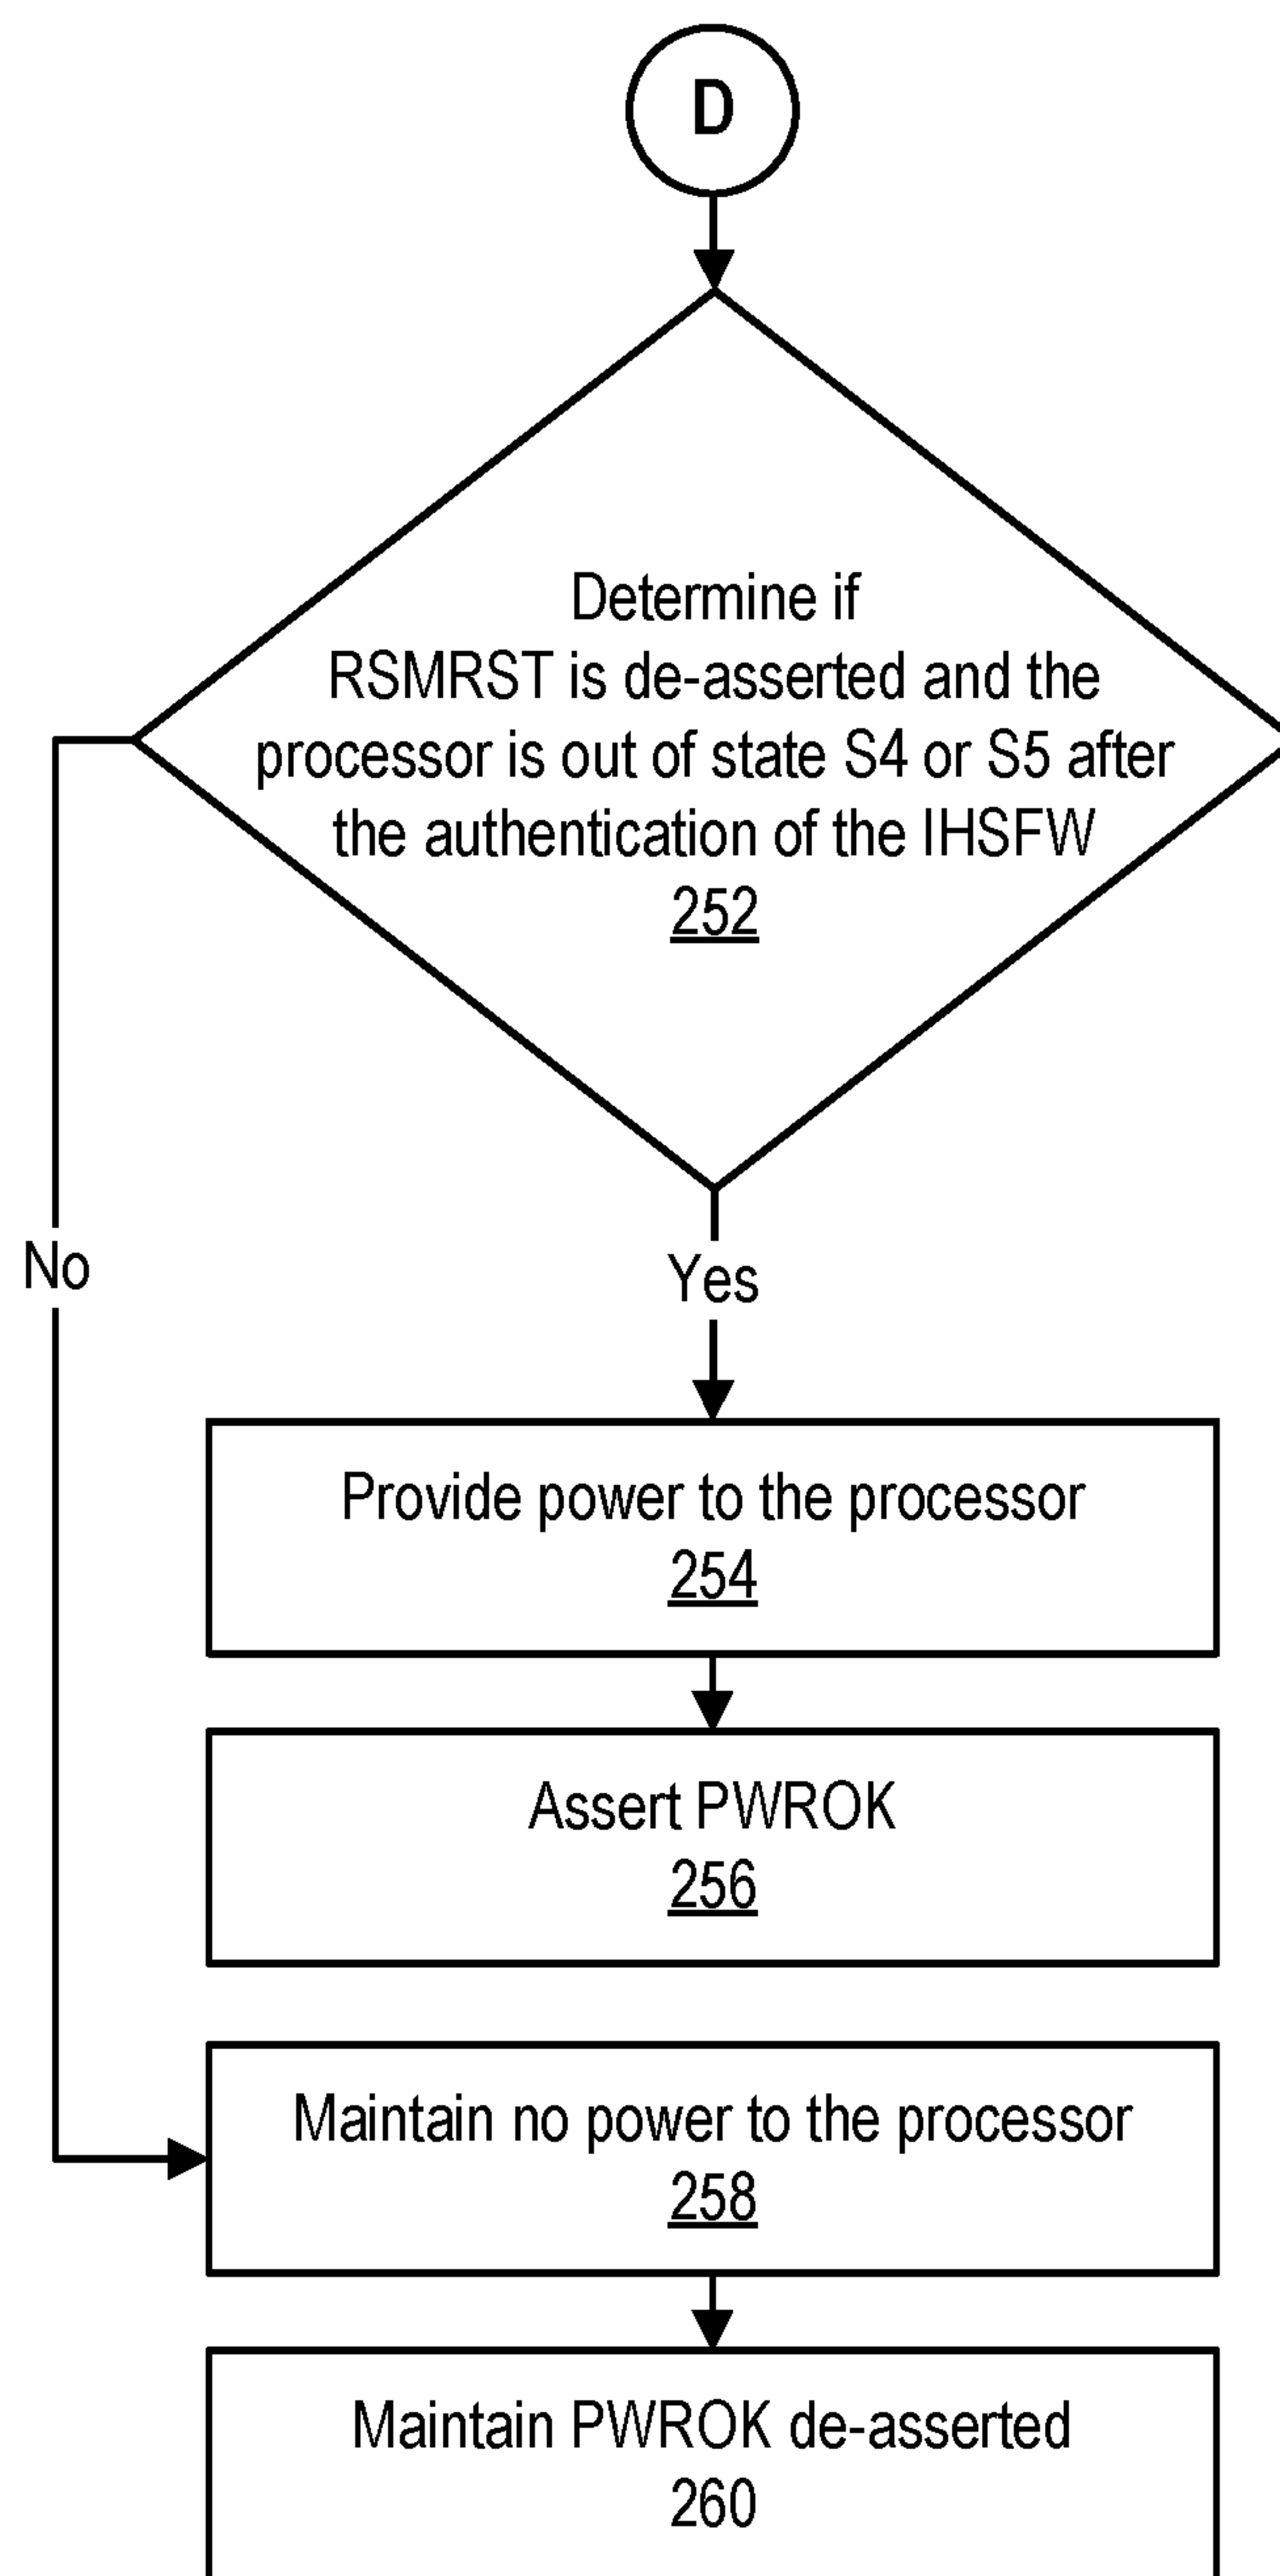 D
Determine if
RSMRST is de-asserted and the
processor is out of state S4 or S5 after
the authentication of the IHSFW
252
No
Yes
Provide power to the processor
254
Assert PWROK
256
Maintain no power to the processor
258
Maintain PWROK de-asserted
260